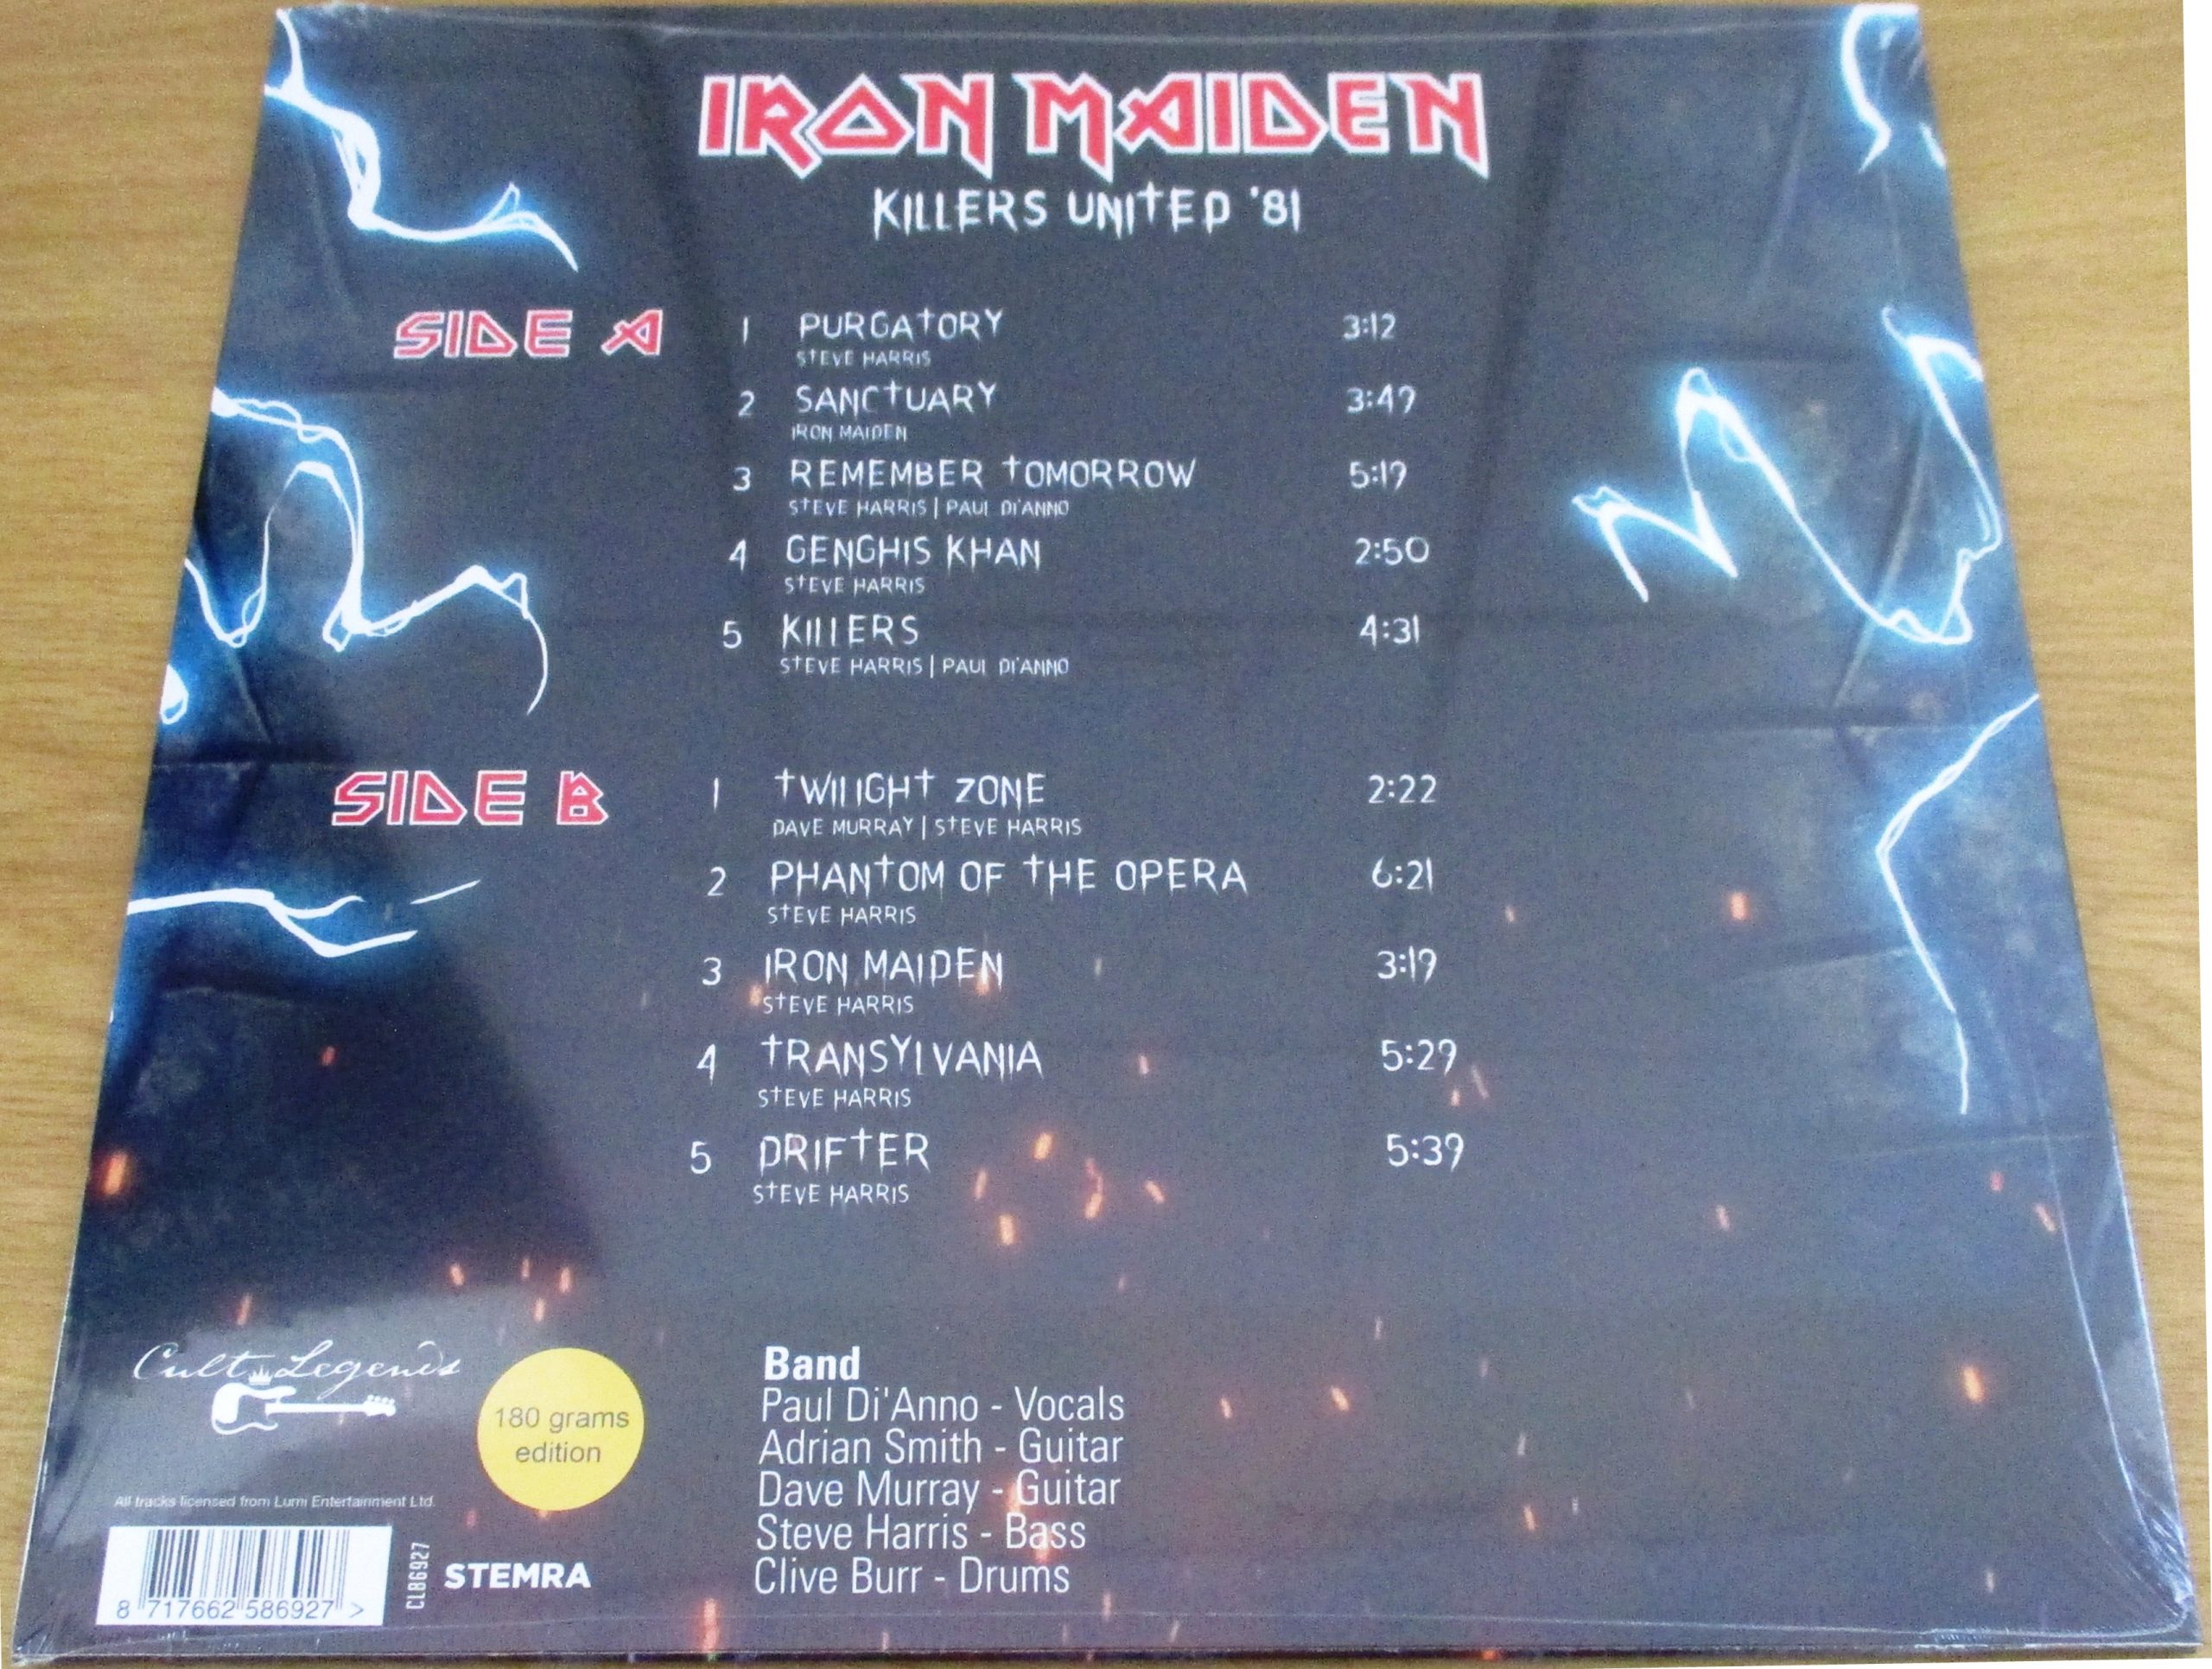 IRON MAIDEN
KILLERS UNITED '81
SIDE A
1 PURGATORY 3:12
STEVE HARRIS
2 SANCTUARY 3:49
IRON MAIDEN
3 REMEMBER TOMORROW 5:19
STEVE HARRIS | PAUL DI'ANNO
4 GENGHIS KHAN 2:50
STEVE HARRIS
5 KILLERS 4:31
STEVE HARRIS | PAUL DI'ANNO
SIDE B
1 TWILIGHT ZONE 2:22
DAVE MURRAY | STEVE HARRIS
2 PHANTOM OF THE OPERA 6:21
STEVE HARRIS
3 IRON MAIDEN 3:19
STEVE HARRIS
4 TRANSYLVANIA 5:29
STEVE HARRIS
5 DRIFTER 5:39
STEVE HARRIS
Cult Legends
180 grams
edition
All tracks licensed from Lumi Entertainment Ltd.
8 717662 586927 >
CL86927
STEMRA
Band
Paul Di'Anno - Vocals
Adrian Smith - Guitar
Dave Murray - Guitar
Steve Harris - Bass
Clive Burr - Drums